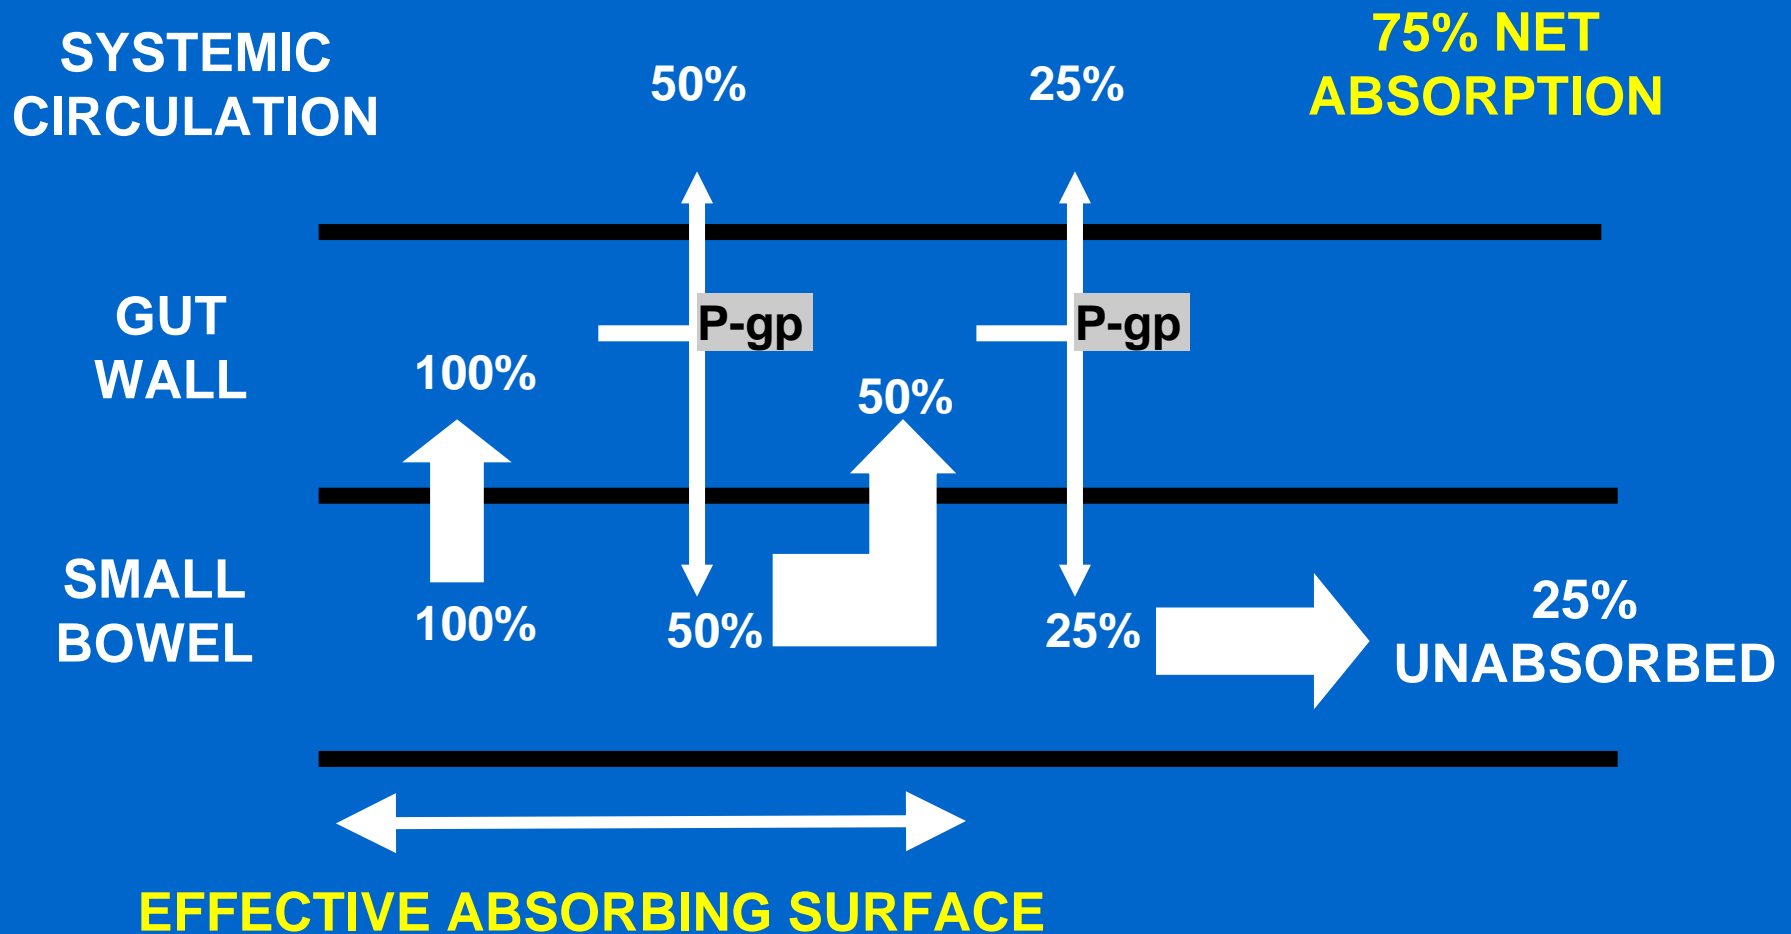 SYSTEMIC
CIRCULATION
50%
25%
75% NET
ABSORPTION
GUT
WALL
100%
P-gp
50%
P-gp
SMALL
BOWEL
100%
50%
25%
25%
UNABSORBED
EFFECTIVE ABSORBING SURFACE